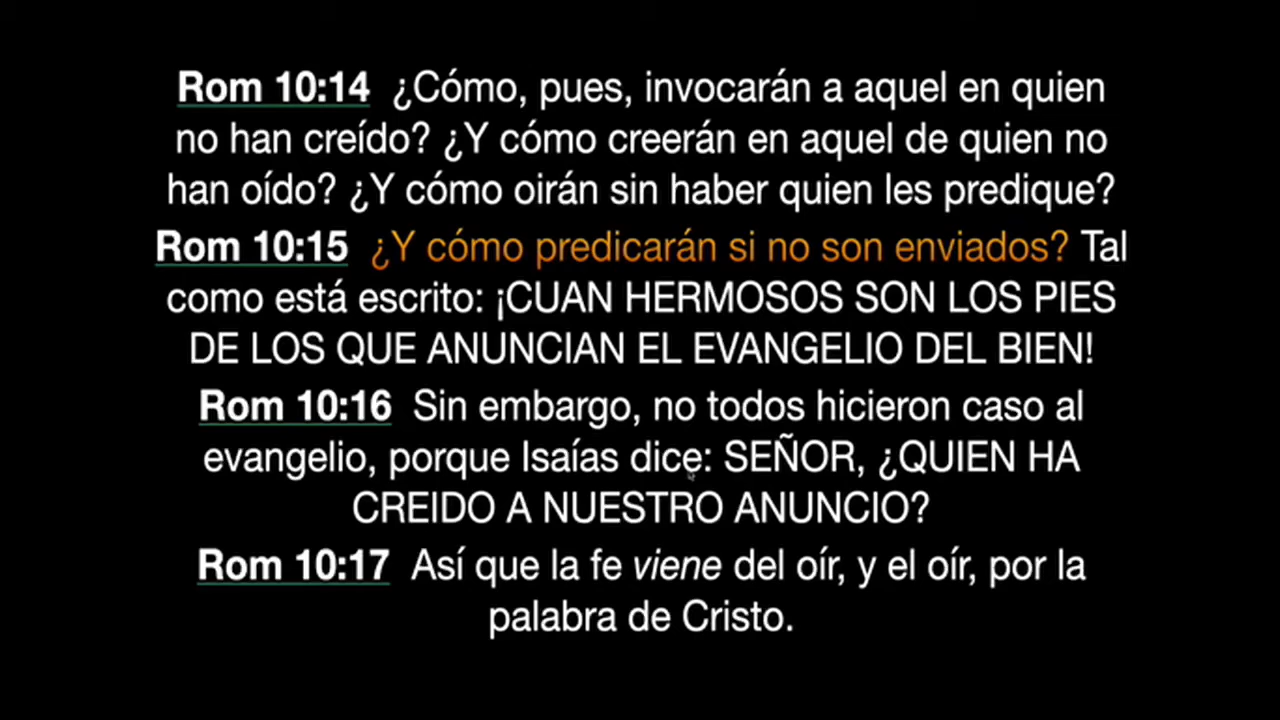 Rom 10:14 ¿Cómo, pues, invocarán a aquel en quien
no han creído? ¿Y cómo creerán en aquel de quien no
han oído? ¿Y cómo oirán sin haber quien les predique?
Rom 10:15 ¿Y cómo predicarán si no son enviados? Tal
como está escrito: ¡CUAN HERMOSOS SON LOS PIES
DE LOS QUE ANUNCIAN EL EVANGELIO DEL BIEN!
Rom 10:16 Sin embargo, no todos hicieron caso al
evangelio, porque Isaías dice: SEÑOR, ¿QUIEN HA
CREIDO A NUESTRO ANUNCIO?
Rom 10:17 Así que la fe viene del oír, y el oír, por la
palabra de Cristo.